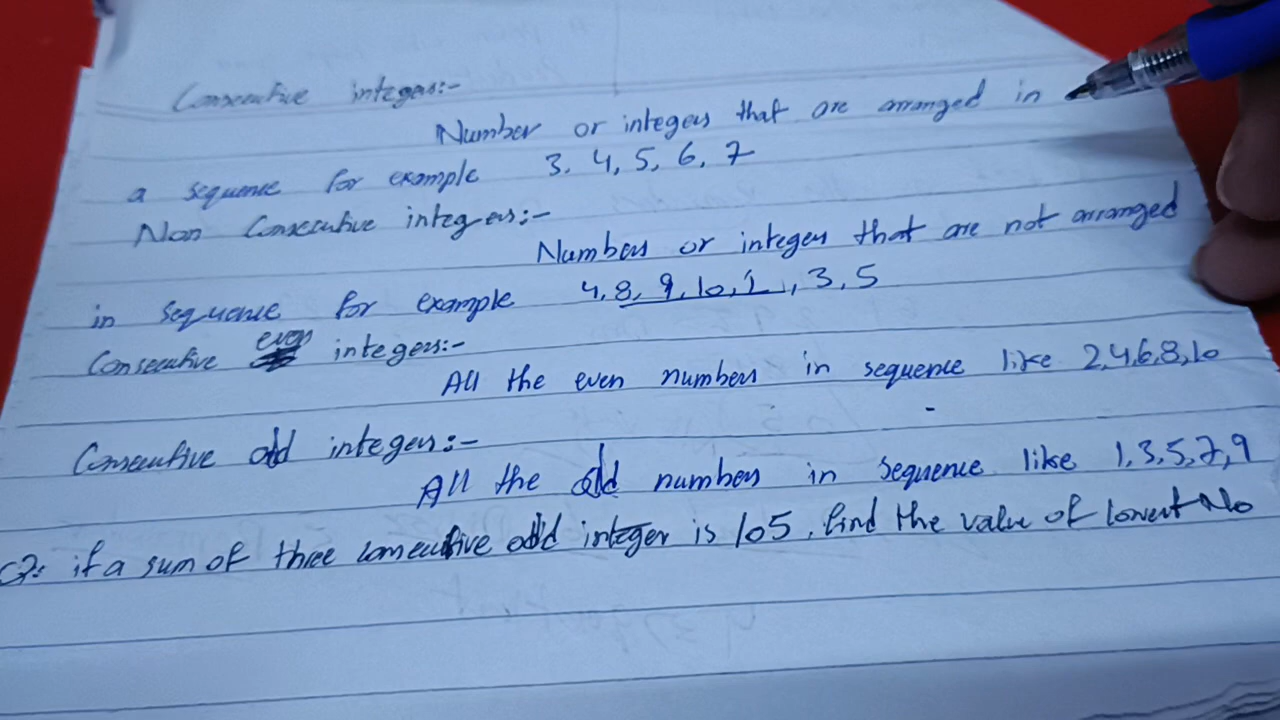 Consecutive integers:-
Number or integers that are arranged in
a sequence for example 3, 4, 5, 6, 7
Non Consecutive integers:-
Numbers or integers that are not arranged
in sequence for example 4, 8, 9, 10, 1, 3, 5
Consecutive even integers:-
All the even numbers in sequence like 2,4,6,8,10
Consecutive odd integers:-
All the odd numbers in sequence like 1,3,5,7,9
Q: if a sum of three consecutive odd integer is 105. find the value of lowest No